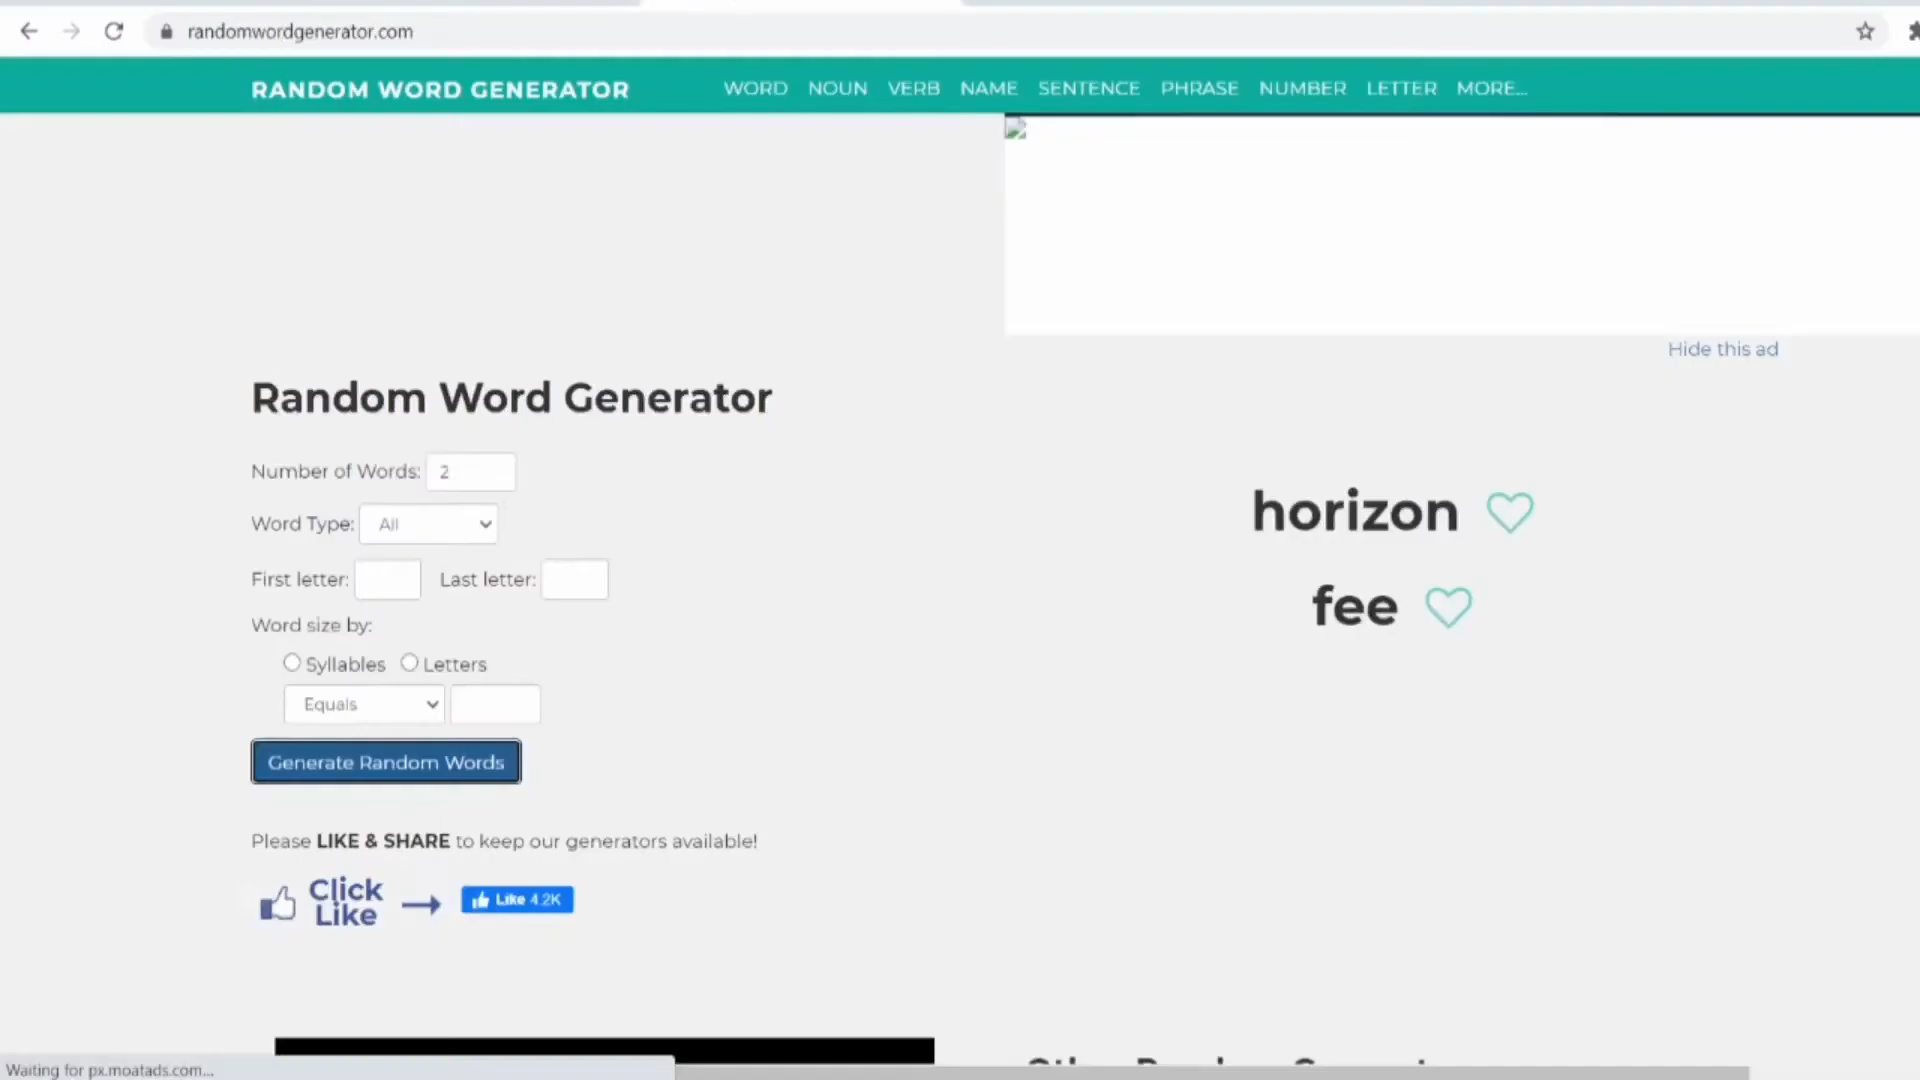 randomwordgenerator.com
RANDOM WORD GENERATOR WORD NOUN VERB NAME SENTENCE PHRASE NUMBER LETTER MORE...
Hide this ad
Random Word Generator
Number of Words: 2
Word Type: All
First letter: Last letter:
Word size by:
Syllables Letters
Equals
Generate Random Words
horizon
fee
Please LIKE & SHARE to keep our generators available!
Click
Like
Like 4.2K
Waiting for px.moatads.com...